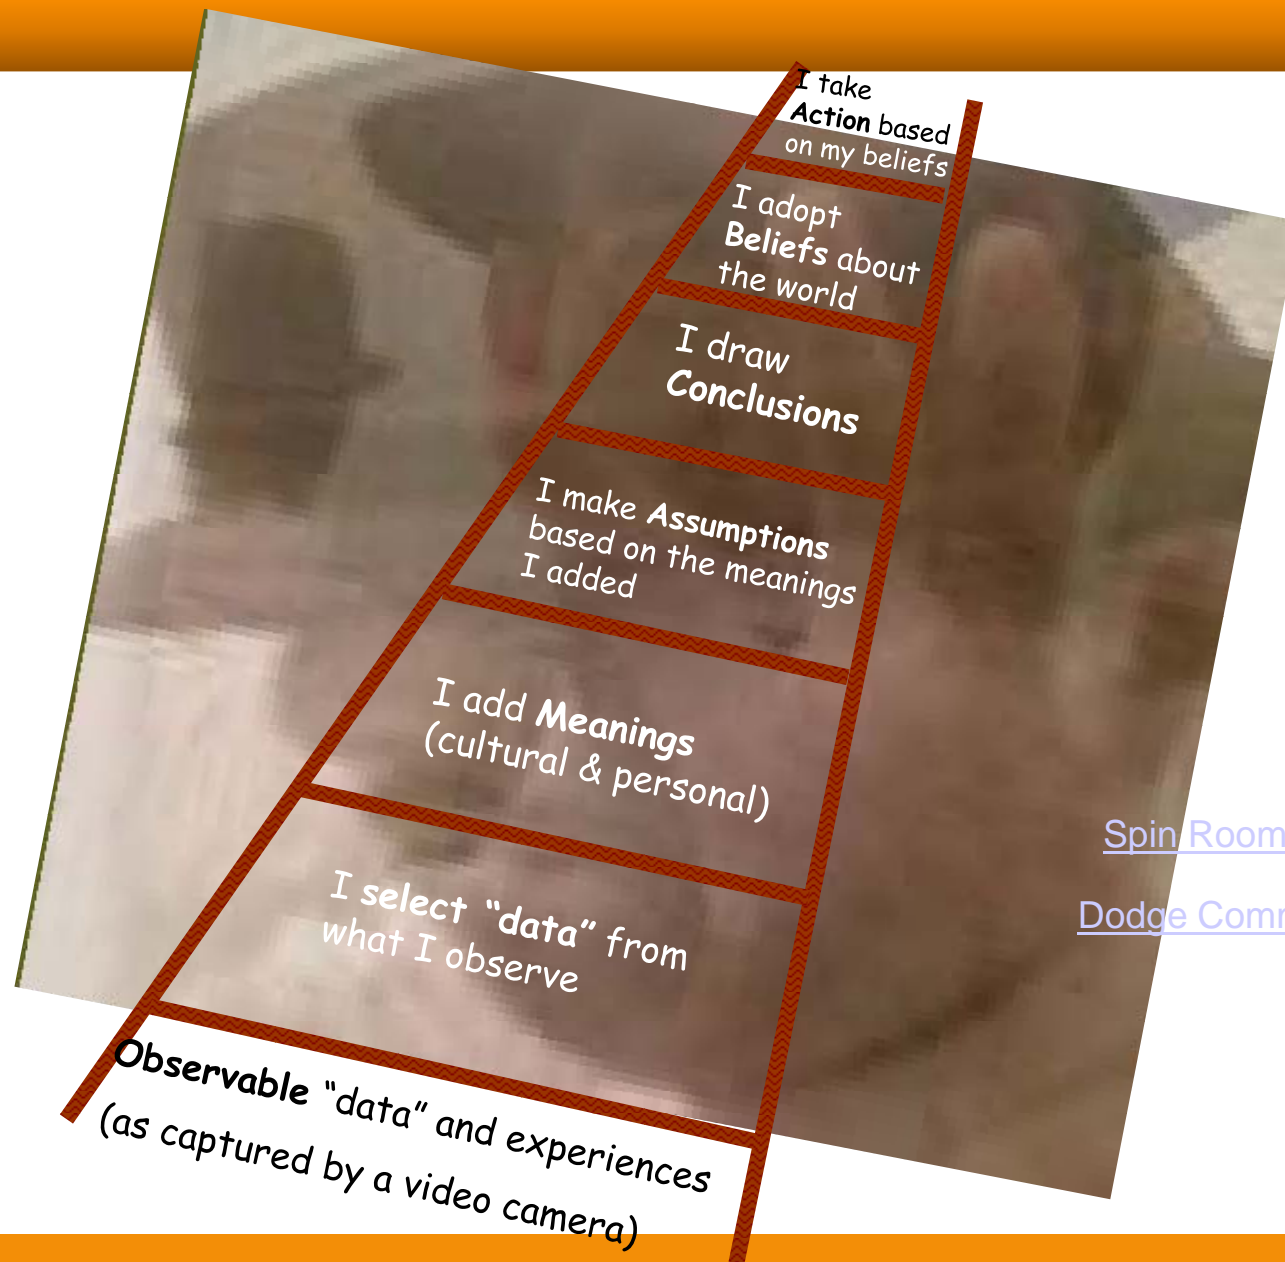 I take
Action based
on my beliefs
I adopt
Beliefs about
the world
I draw
Conclusions
I make Assumptions
based on the meanings
I added
I add Meanings
(cultural & personal)
I select “data” from
what I observe
Observable “data” and experiences
(as captured by a video camera)
Spin Room
Dodge Comm